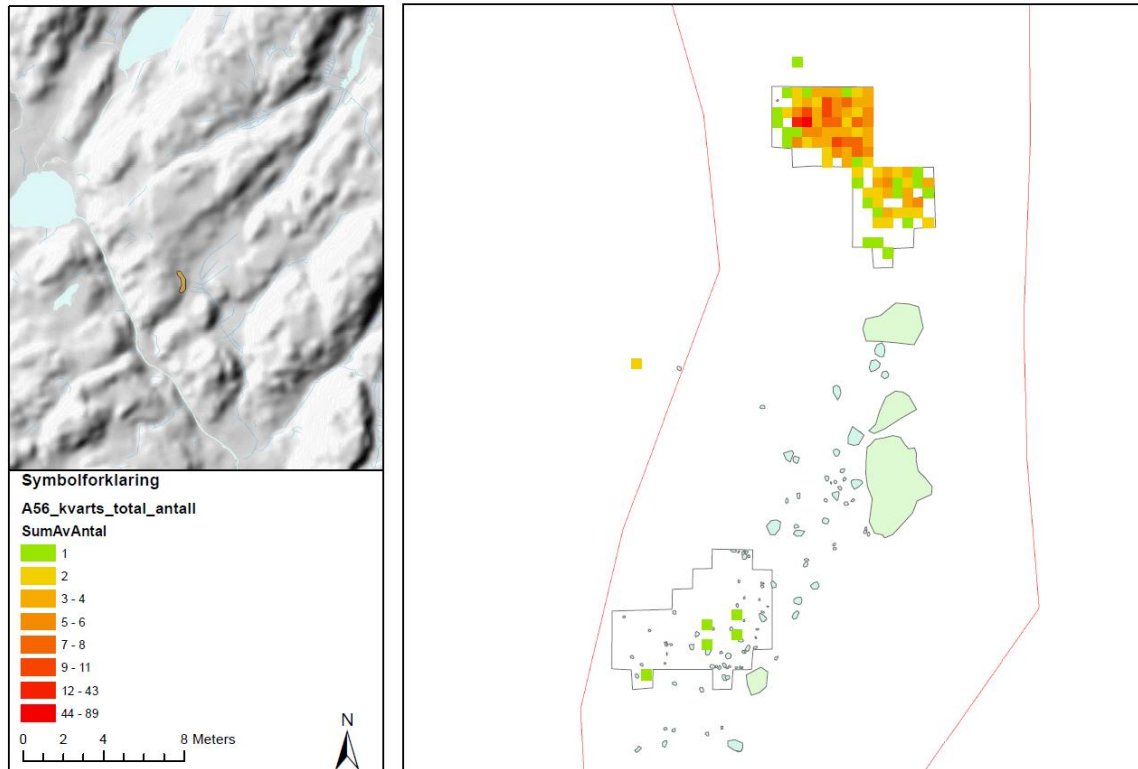 Symbolforklaring
A56_kvarts_total_antall
SumAvAntal
1
2
3 - 4
5 - 6
7 - 8
9 - 11
12 - 43
44 - 89
0 2 4 8 Meters
N